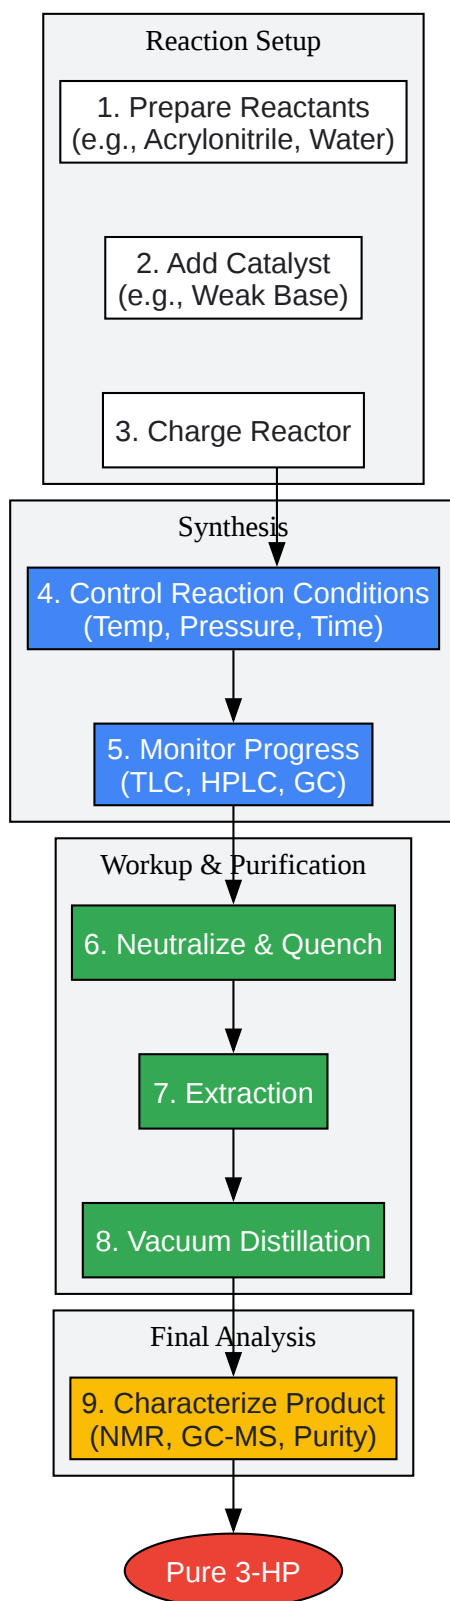 Reaction Setup
1. Prepare Reactants
(e.g., Acrylonitrile, Water)
2. Add Catalyst
(e.g., Weak Base)
3. Charge Reactor
Synthesis
4. Control Reaction Conditions
(Temp, Pressure, Time)
5. Monitor Progress
(TLC, HPLC, GC)
Workup & Purification
6. Neutralize & Quench
7. Extraction
8. Vacuum Distillation
Final Analysis
9. Characterize Product
(NMR, GC-MS, Purity)
Pure 3-HP